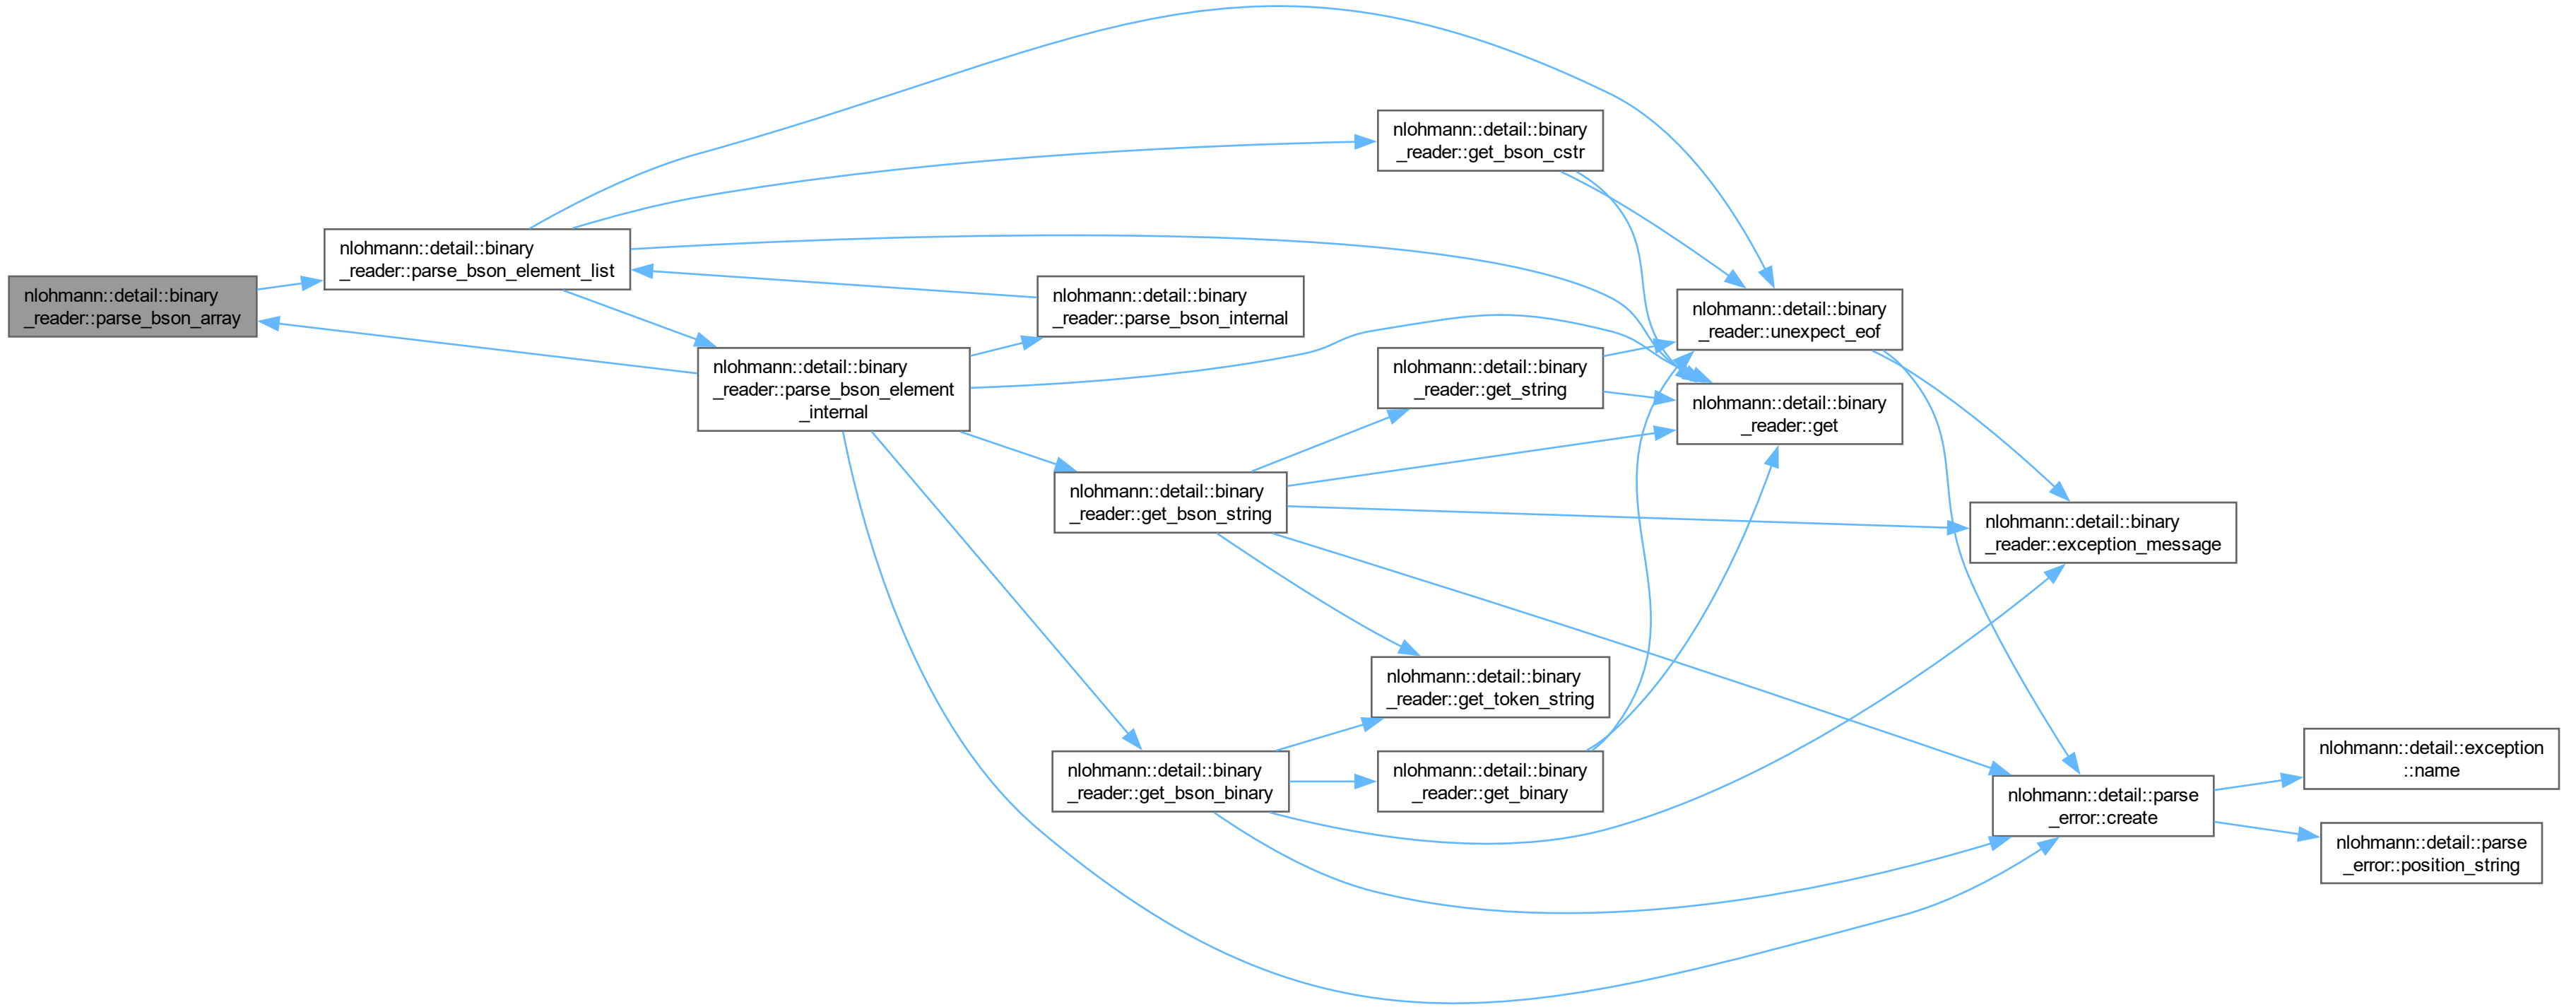 nlohmann::detail::binary
_reader::parse_bson_array
nlohmann::detail::binary
_reader::parse_bson_element_list
nlohmann::detail::binary
_reader::parse_bson_element
_internal
nlohmann::detail::binary
_reader::parse_bson_internal
nlohmann::detail::binary
_reader::get_bson_string
nlohmann::detail::binary
_reader::get_bson_binary
nlohmann::detail::binary
_reader::get_bson_cstr
nlohmann::detail::binary
_reader::get_string
nlohmann::detail::binary
_reader::get_token_string
nlohmann::detail::binary
_reader::get_binary
nlohmann::detail::binary
_reader::unexpect_eof
nlohmann::detail::binary
_reader::get
nlohmann::detail::binary
_reader::exception_message
nlohmann::detail::parse
_error::create
nlohmann::detail::exception
::name
nlohmann::detail::parse
_error::position_string